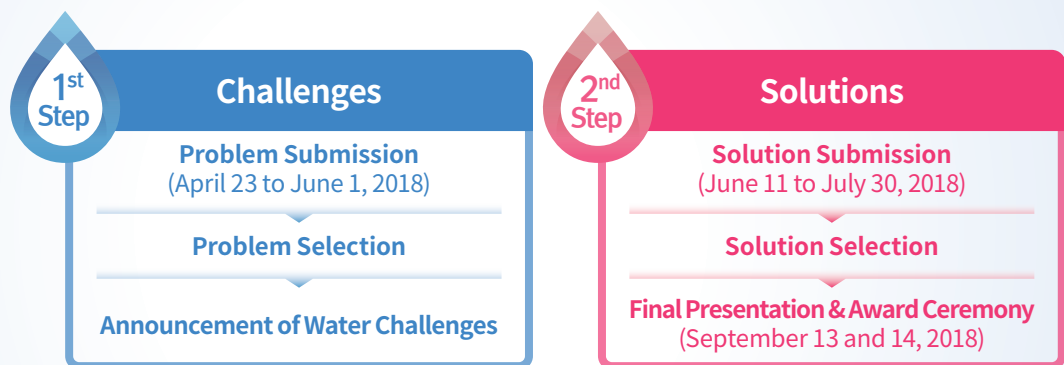 1st
Step
Challenges
Problem Submission
(April 23 to June 1, 2018)
Problem Selection
Announcement of Water Challenges
2nd
Step
Solutions
Solution Submission
(June 11 to July 30, 2018)
Solution Selection
Final Presentation & Award Ceremony
(September 13 and 14, 2018)